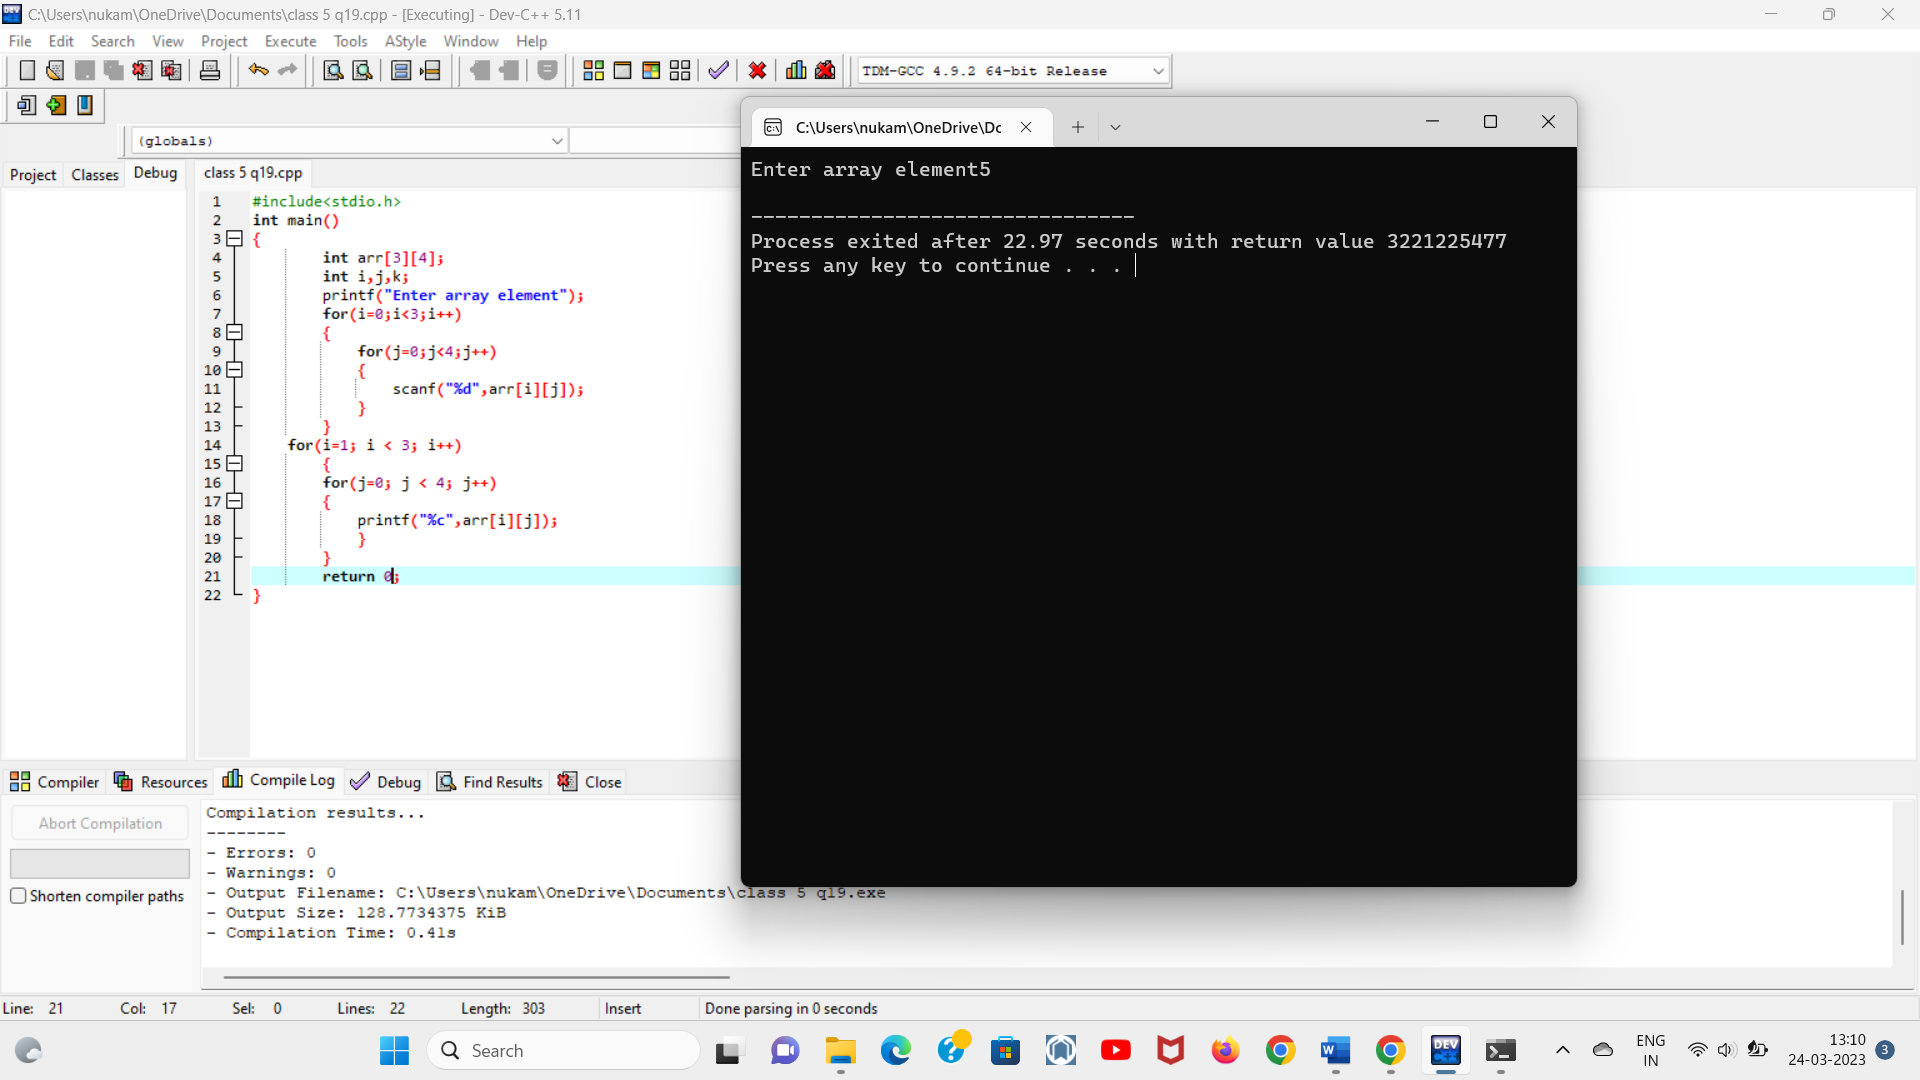 C:\Users\nukam\OneDrive\Documents\class 5 q19.cpp - [Executing] - Dev-C++ 5.11
File Edit Search View Project Execute Tools AStyle Window Help
TDM-GCC 4.9.2 64-bit Release
(globals)
Project Classes Debug
class 5 q19.cpp
1 #include<stdio.h>
2 int main()
3 {
4 int arr[3][4];
5 int i,j,k;
6 printf("Enter array element");
7 for(i=0;i<3;i++)
8 {
9 for(j=0;j<4;j++)
10 {
11 scanf("%d",arr[i][j]);
12 }
13 }
14 for(i=1; i < 3; i++)
15 {
16 for(j=0; j < 4; j++)
17 {
18 printf("%c",arr[i][j]);
19 }
20 }
21 return 0;
22 }
C:\Users\nukam\OneDrive\Dc
Enter array element5
--------------------------------
Process exited after 22.97 seconds with return value 3221225477
Press any key to continue . . .
Compiler Resources Compile Log Debug Find Results Close
Abort Compilation
Shorten compiler paths
Compilation results...
--------
- Errors: 0
- Warnings: 0
- Output Filename: C:\Users\nukam\OneDrive\Documents\class 5 q19.exe
- Output Size: 128.7734375 KiB
- Compilation Time: 0.41s
Line: 21 Col: 17 Sel: 0 Lines: 22 Length: 303 Insert Done parsing in 0 seconds
Search
DEV
C++
ENG
IN
13:10
24-03-2023
3